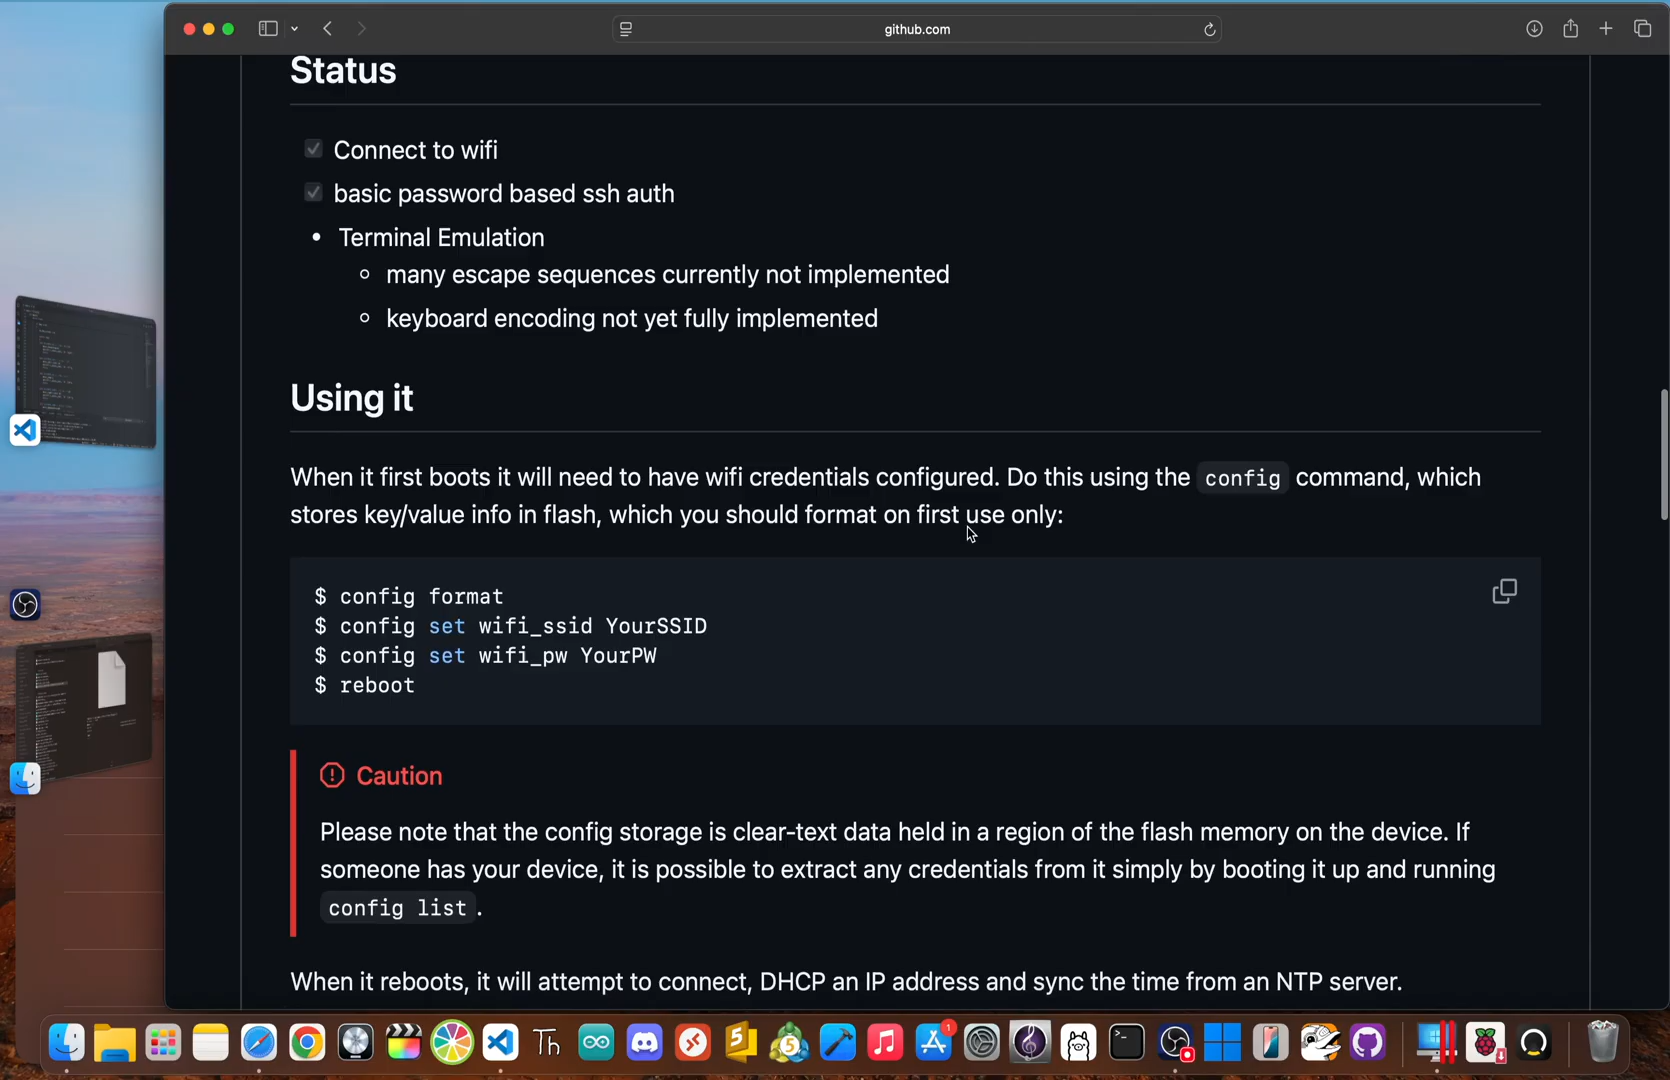 github.com
Status
Connect to wifi
basic password based ssh auth
Terminal Emulation
many escape sequences currently not implemented
keyboard encoding not yet fully implemented
Using it
When it first boots it will need to have wifi credentials configured. Do this using the config command, which
stores key/value info in flash, which you should format on first use only:
$ config format
$ config set wifi_ssid YourSSID
$ config set wifi_pw YourPW
$ reboot
Caution
Please note that the config storage is clear-text data held in a region of the flash memory on the device. If
someone has your device, it is possible to extract any credentials from it simply by booting it up and running
config list .
When it reboots, it will attempt to connect, DHCP an IP address and sync the time from an NTP server.
Th
5
5
1